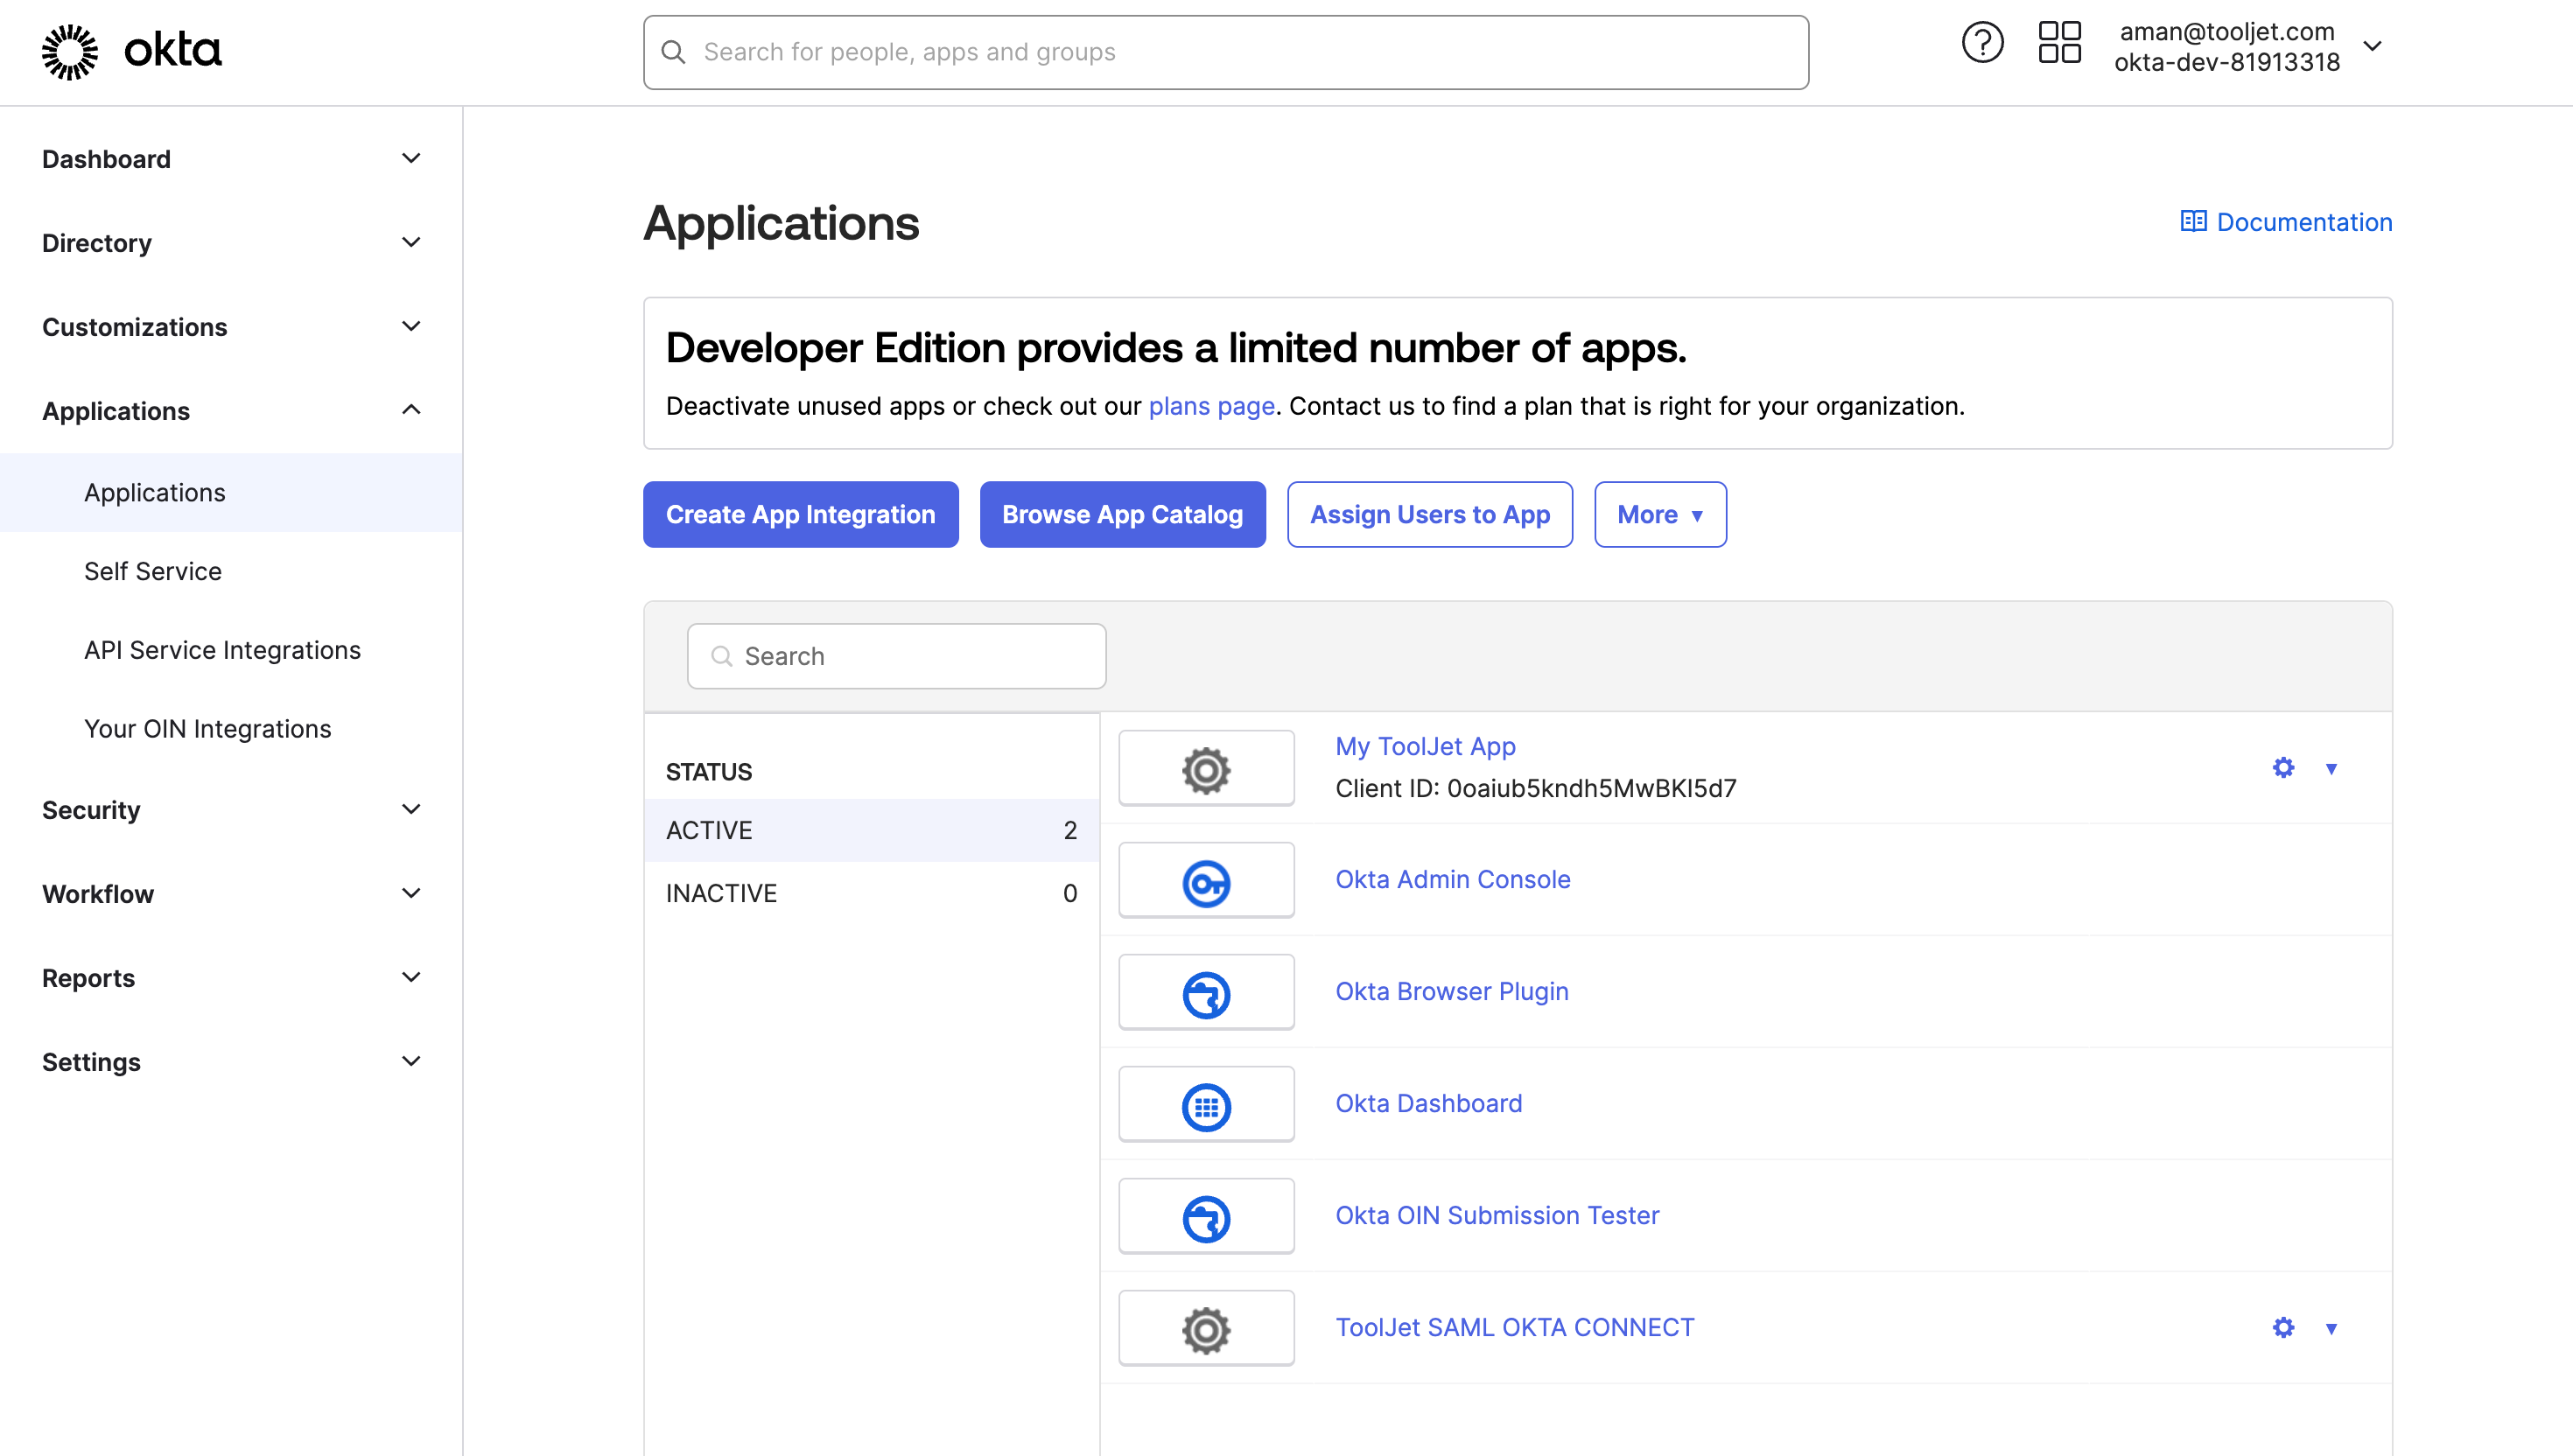 okta
Search for people, apps and groups
aman@tooljet.com
okta-dev-81913318
Dashboard
Directory
Customizations
Applications
Applications
Self Service
API Service Integrations
Your OIN Integrations
Security
Workflow
Reports
Settings
Applications
Documentation
Developer Edition provides a limited number of apps.
Deactivate unused apps or check out our plans page. Contact us to find a plan that is right for your organization.
Create App Integration
Browse App Catalog
Assign Users to App
More
Search
STATUS
ACTIVE 2
INACTIVE 0
My ToolJet App
Client ID: 0oaiub5kndh5MwBKI5d7
Okta Admin Console
Okta Browser Plugin
Okta Dashboard
Okta OIN Submission Tester
ToolJet SAML OKTA CONNECT